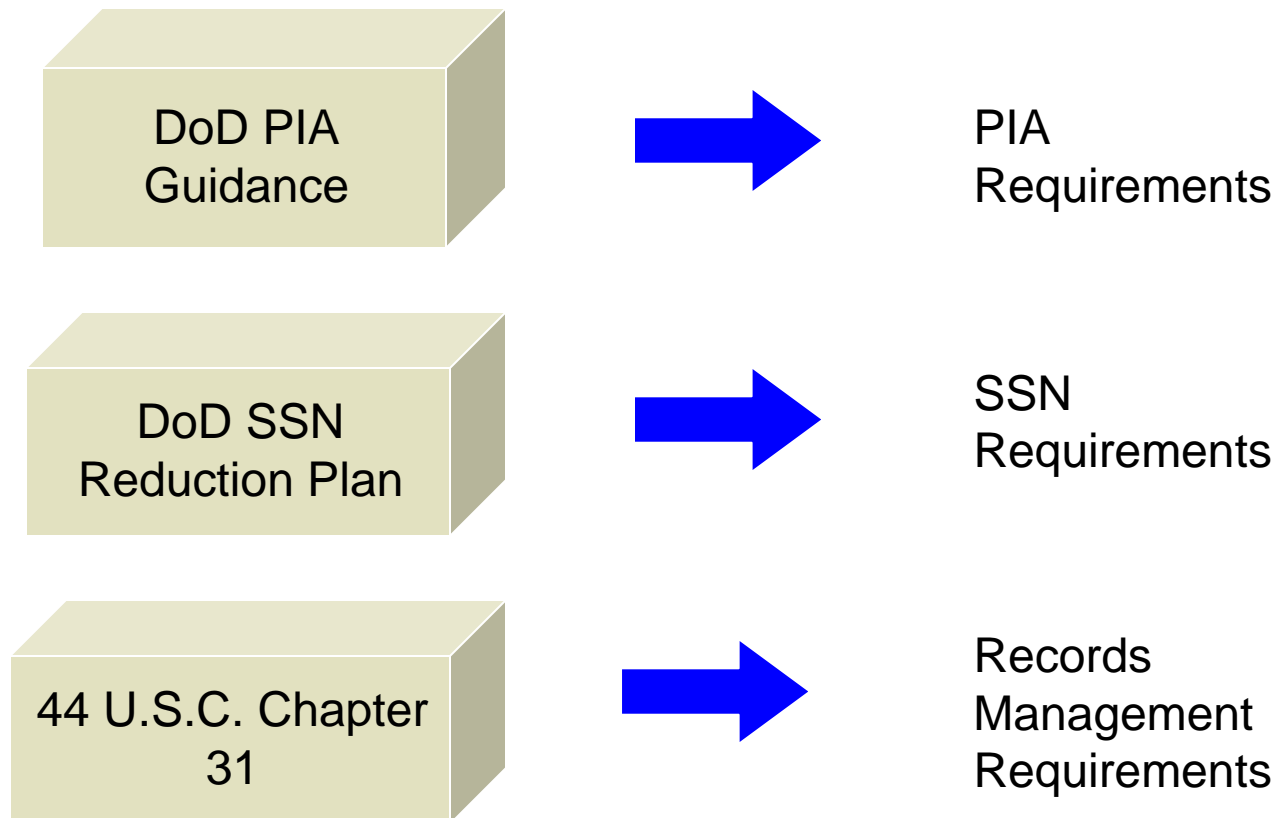 DoD PIA
Guidance
PIA
Requirements
DoD SSN
Reduction Plan
SSN
Requirements
44 U.S.C. Chapter
31
Records
Management
Requirements